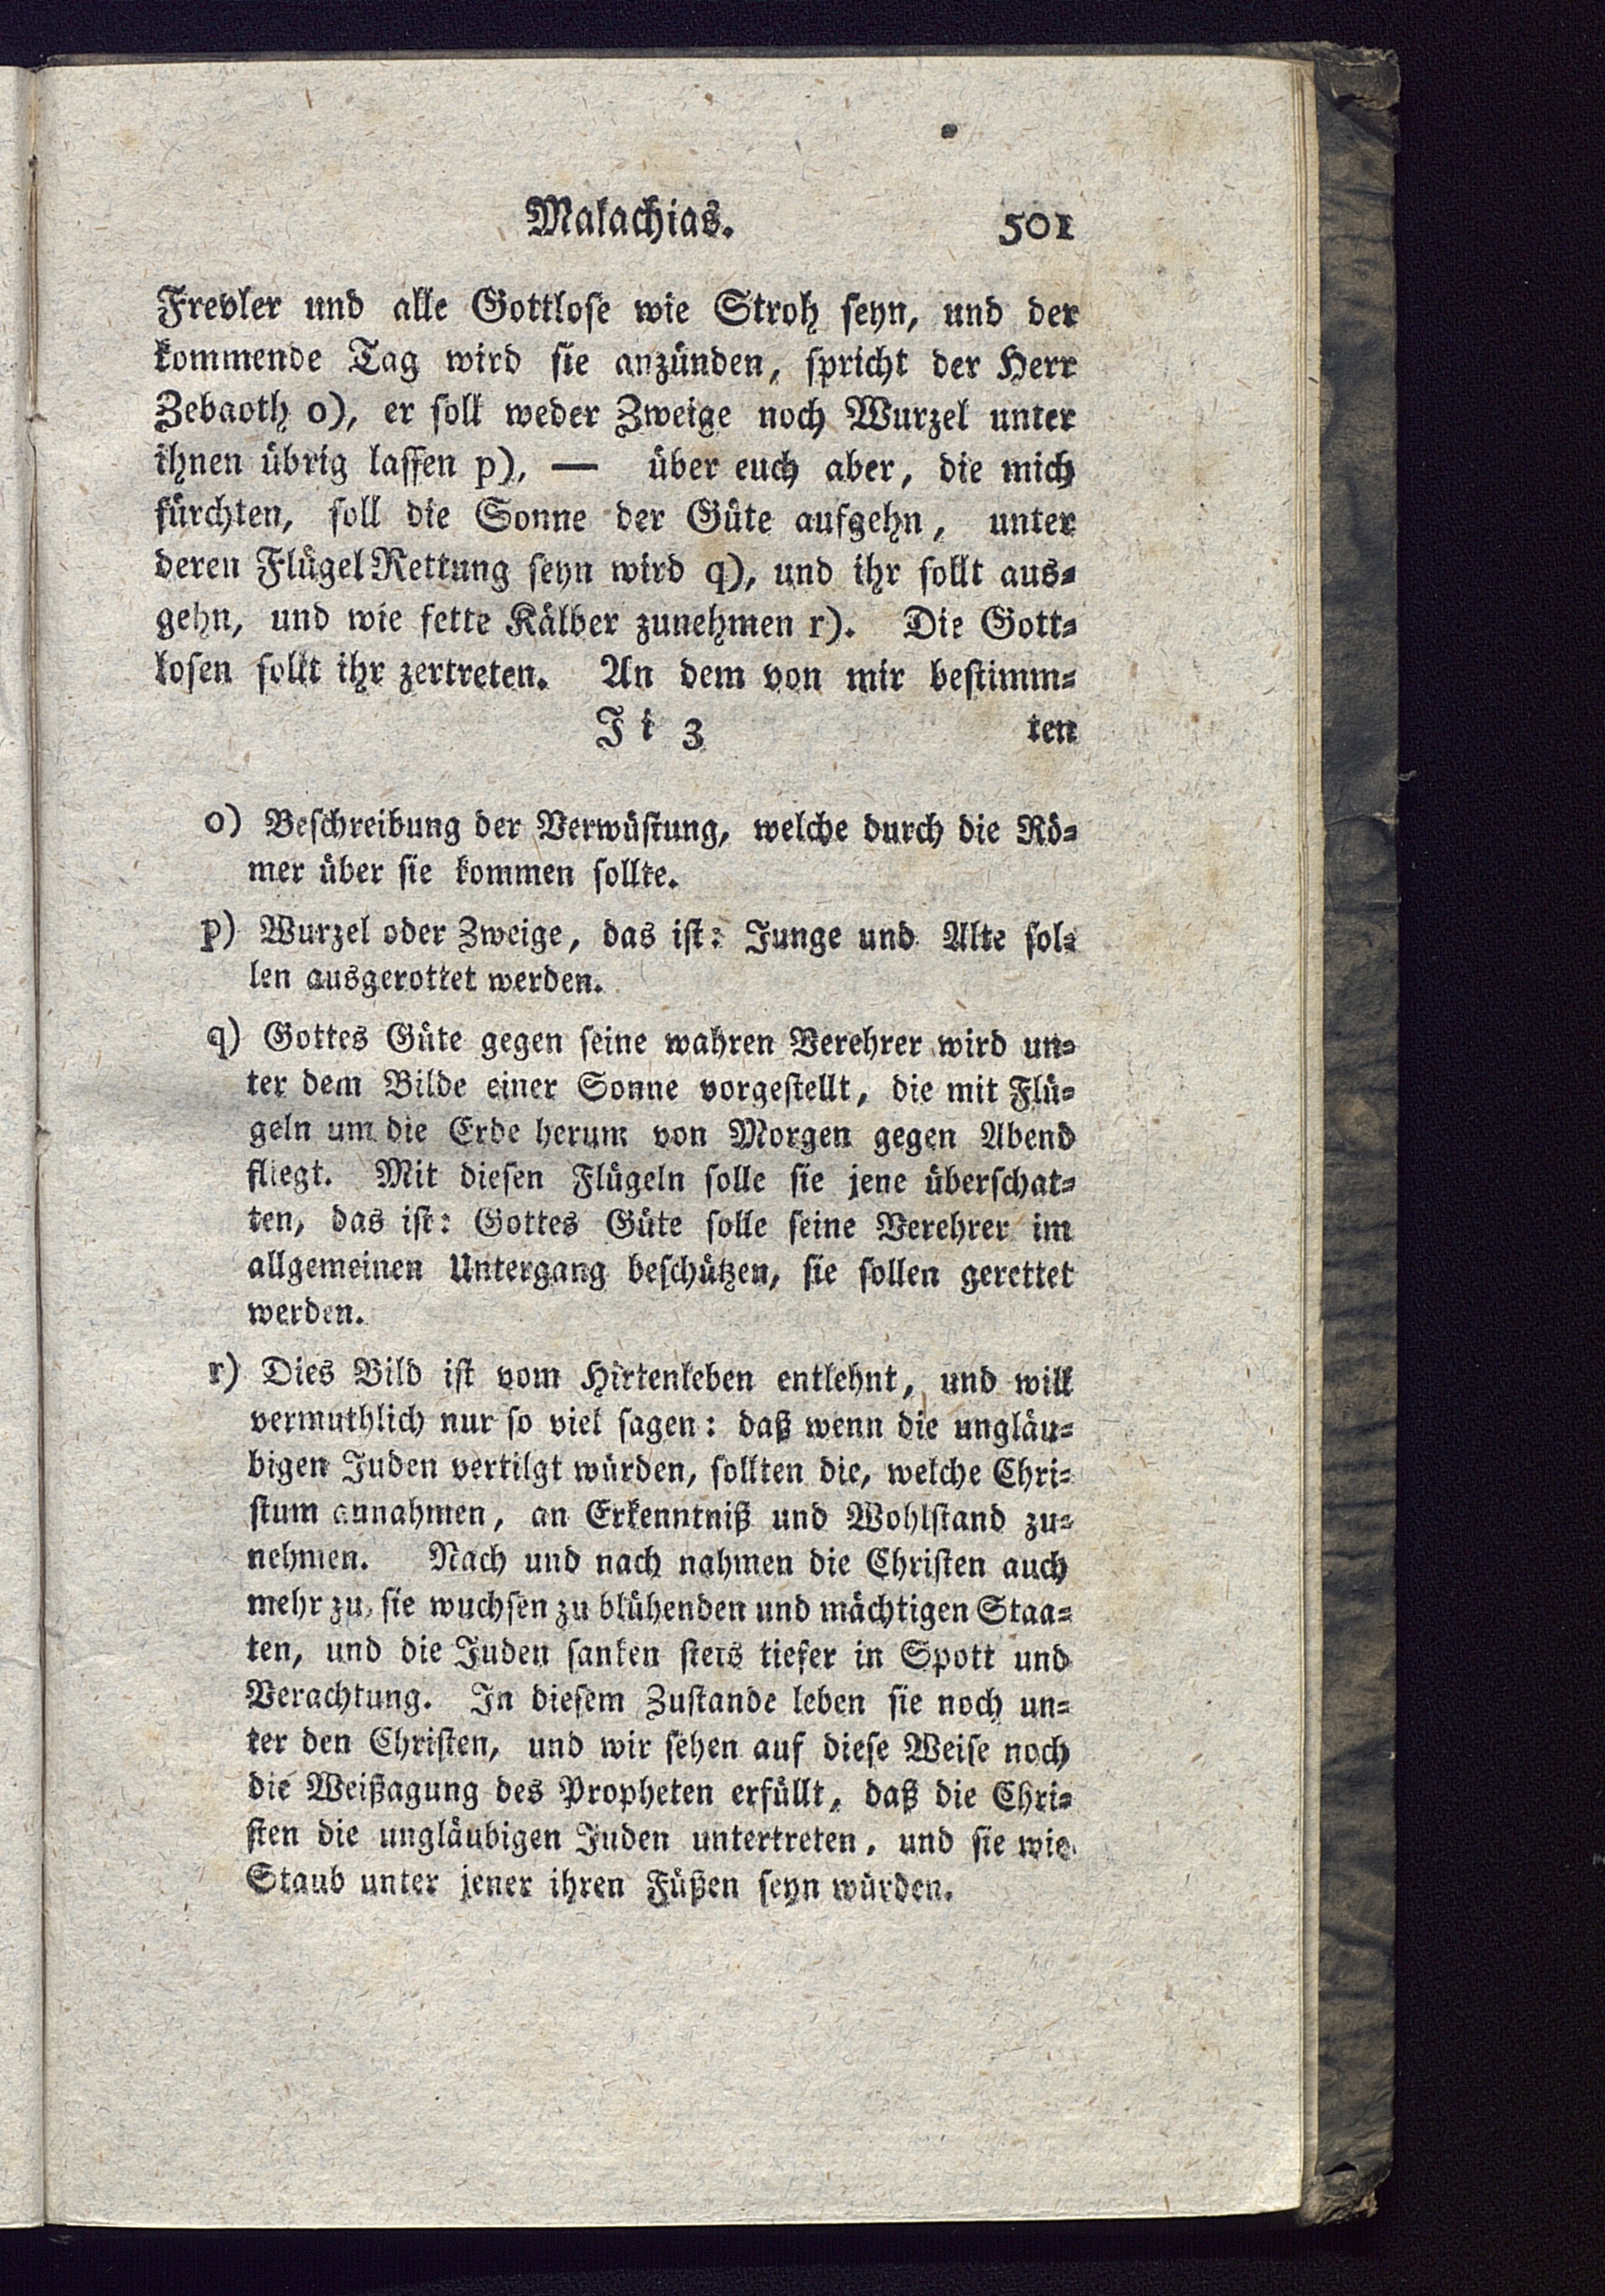 Malachias. 501
Frevler und alle Gottlose wie Stroh seyn, und der
kommende Tag wird sie anzünden, spricht der Herr
Zebaoth o), er soll weder Zweige noch Wurzel unter
ihnen übrig lassen p), — über euch aber, die mich
fürchten, soll die Sonne der Güte aufgehn, unter
deren Flügel Rettung seyn wird q), und ihr sollt aus-
gehn, und wie fette Kälber zunehmen r). Die Gott-
losen sollt ihr zertreten. An dem von mir bestimm-
Ji 3 ten
o) Beschreibung der Verwüstung, welche durch die Rö-
mer über sie kommen sollte.
p) Wurzel oder Zweige, das ist: Junge und Alte sol-
len ausgerottet werden.
q) Gottes Güte gegen seine wahren Verehrer wird un-
ter dem Bilde einer Sonne vorgestellt, die mit Flü-
geln um die Erde herum von Morgen gegen Abend
fliegt. Mit diesen Flügeln solle sie jene überschat-
ten, das ist: Gottes Güte solle seine Verehrer im
allgemeinen Untergang beschützen, sie sollen gerettet
werden.
r) Dies Bild ist vom Hirtenleben entlehnt, und will
vermuthlich nur so viel sagen: daß wenn die ungläu-
bigen Juden vertilgt würden, sollten die, welche Chri-
stum annahmen, an Erkenntniß und Wohlstand zu-
nehmen. Nach und nach nahmen die Christen auch
mehr zu, sie wuchsen zu blühenden und mächtigen Staa-
ten, und die Juden sanken stets tiefer in Spott und
Verachtung. In diesem Zustande leben sie noch un-
ter den Christen, und wir sehen auf diese Weise noch
die Weißagung des Propheten erfüllt, daß die Chri-
sten die ungläubigen Juden untertreten, und sie wie
Staub unter jener ihren Füßen seyn würden.